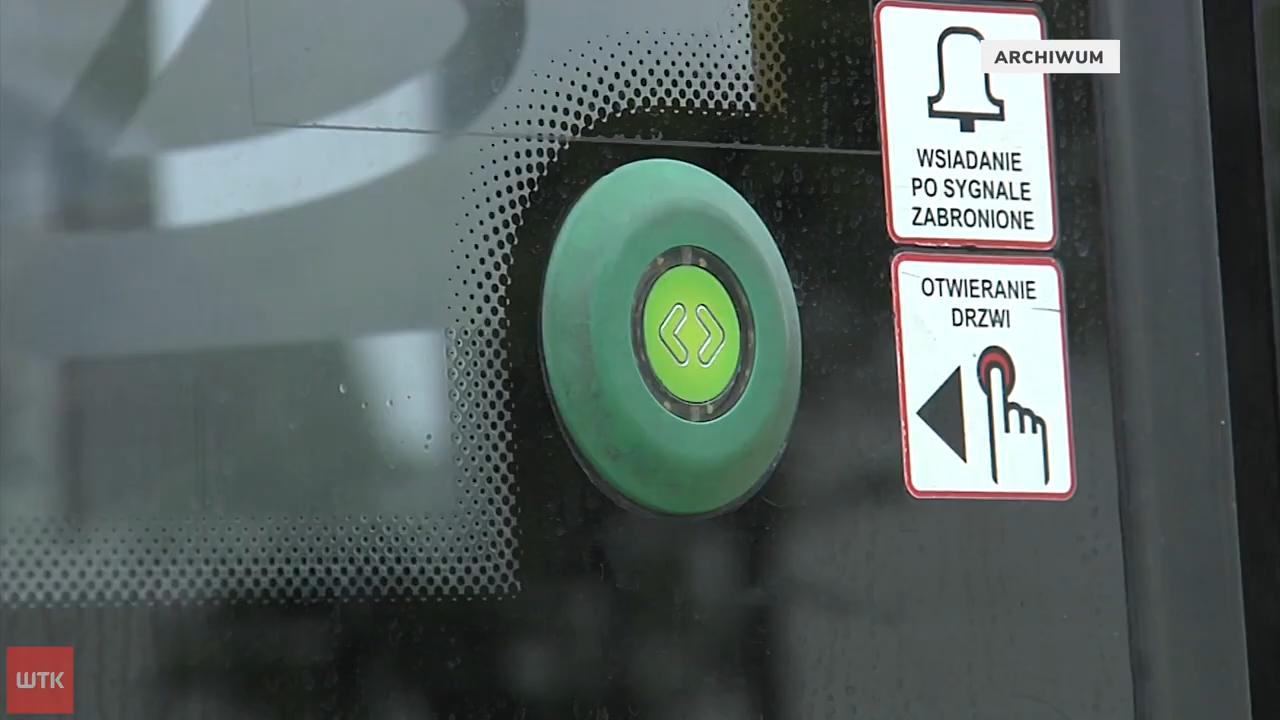 ARCHIWUM
WSIADANIE
PO SYGNALE
ZABRONIONE
OTWIERANIE
DRZWI
WTK